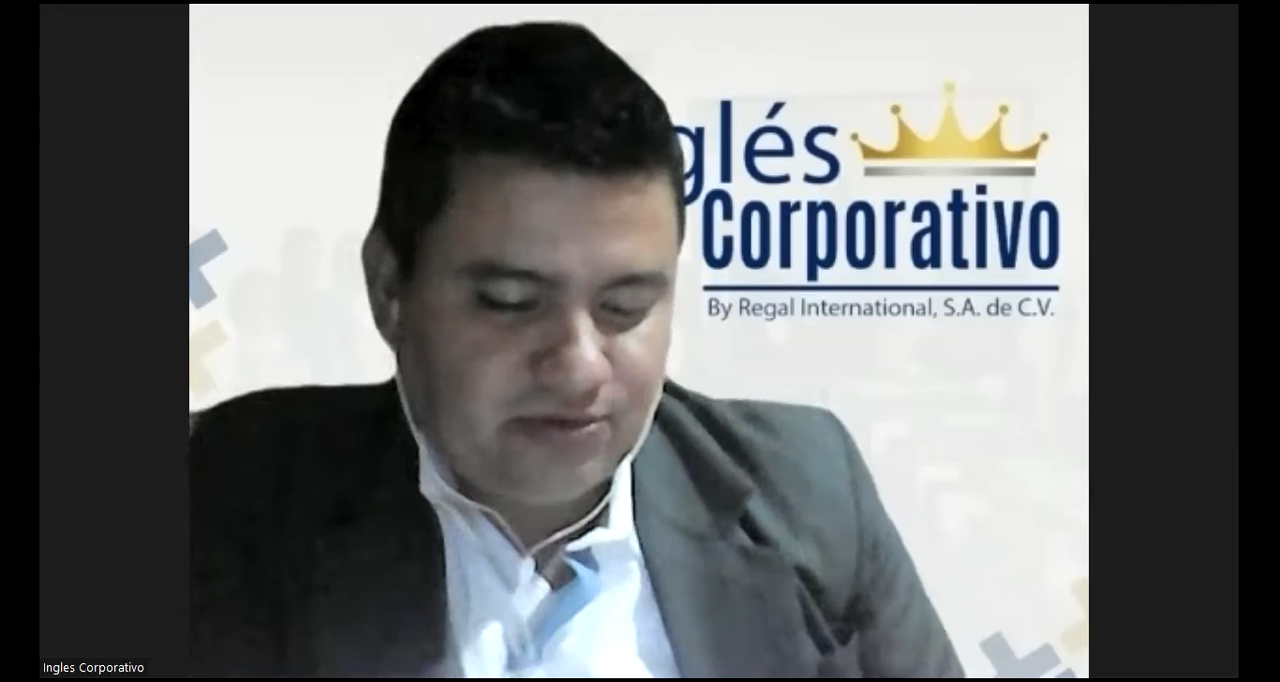 glés
Corporativo
By Regal International, S.A. de C.V.
Ingles Corporativo